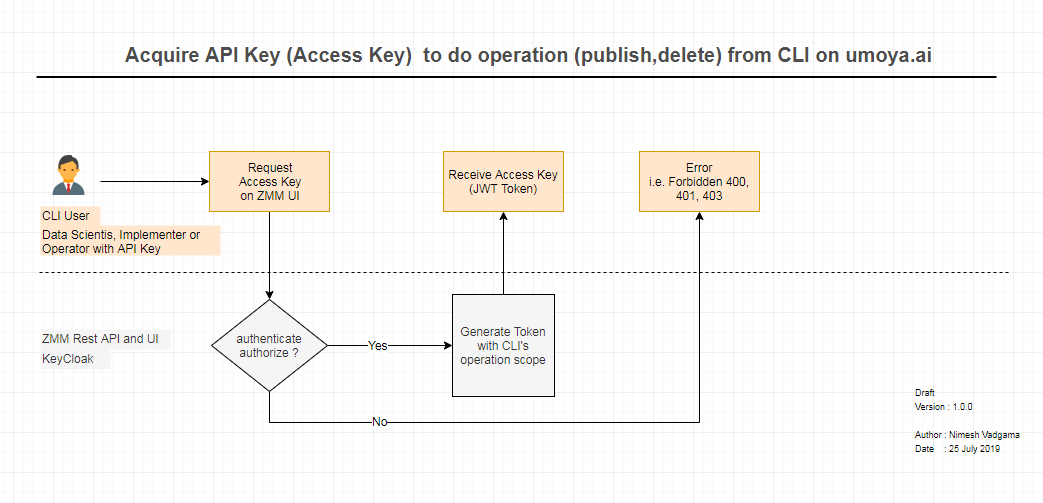 Acquire API Key (Access Key)  to do operation (publish,delete) from CLI on umoya.ai
Request
Access Key
on ZMM UI
Receive Access Key
(JWT Token)
Error
i.e. Forbidden 400,
401, 403
CLI User
Data Scientis, Implementer or
Operator with API Key
ZMM Rest API and UI
KeyCloak
authenticate
authorize ?
Yes
Generate Token
with CLI's
operation scope
No
Draft
Version : 1.0.0
Author : Nimesh Vadgama
Date : 25 July 2019